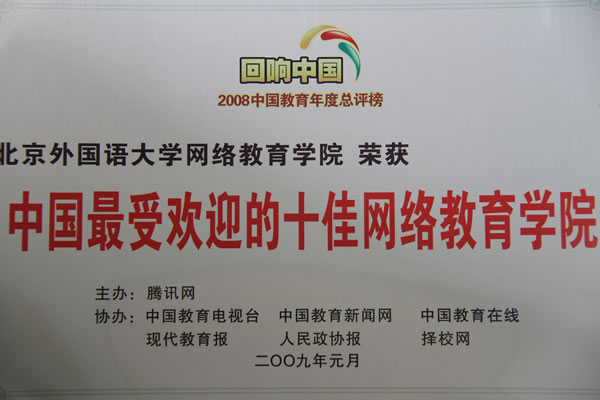 回响中国
2008中国教育年度总评榜
北京外国语大学网络教育学院 荣获
中国最受欢迎的十佳网络教育学院
主办：腾讯网
协办：中国教育电视台 中国教育新闻网 中国教育在线
现代教育报 人民政协报 择校网
二〇〇九年元月